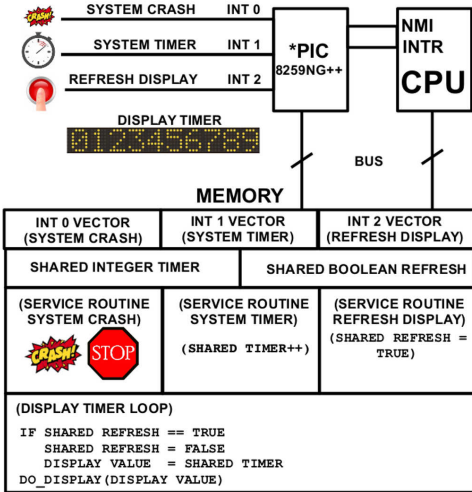 SYSTEM CRASH INT 0
CRASH!
SYSTEM TIMER INT 1
REFRESH DISPLAY INT 2
*PIC
8259NG++
NMI
INTR
CPU
DISPLAY TIMER
0123456789
BUS
MEMORY
INT 0 VECTOR
(SYSTEM CRASH)
INT 1 VECTOR
(SYSTEM TIMER)
INT 2 VECTOR
(REFRESH DISPLAY)
SHARED INTEGER TIMER
SHARED BOOLEAN REFRESH
(SERVICE ROUTINE
SYSTEM CRASH)
CRASH!
STOP
(SERVICE ROUTINE
SYSTEM TIMER)
(SHARED TIMER++)
(SERVICE ROUTINE
REFRESH DISPLAY)
(SHARED REFRESH =
TRUE)
(DISPLAY TIMER LOOP)
IF SHARED REFRESH == TRUE
SHARED REFRESH = FALSE
DISPLAY VALUE = SHARED TIMER
DO_DISPLAY(DISPLAY VALUE)